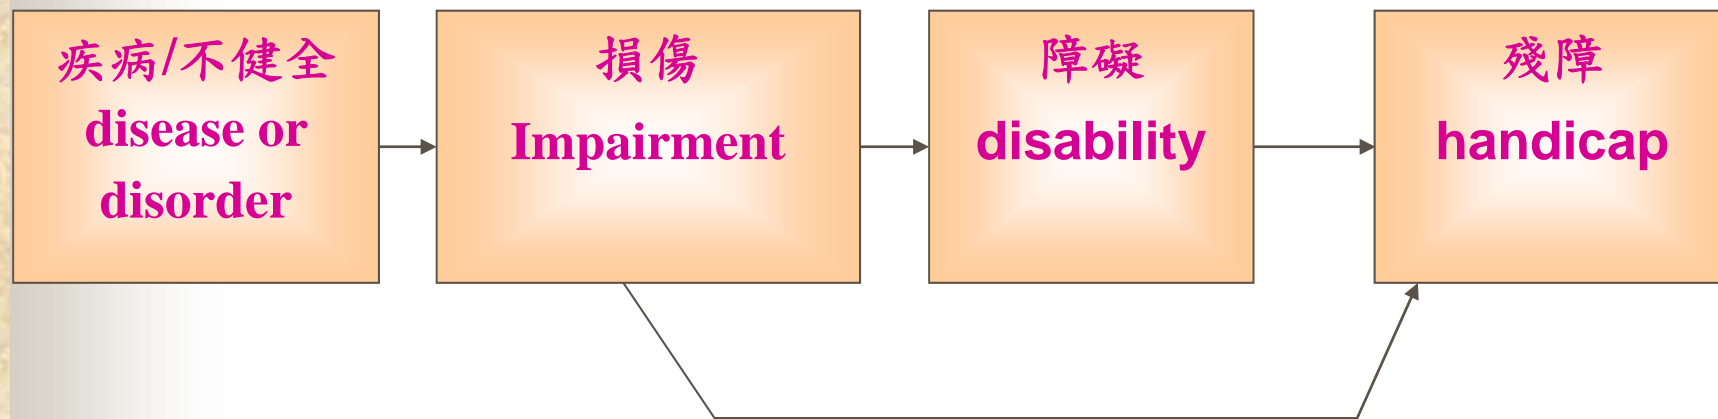 疾病/不健全
disease or
disorder
損傷
Impairment
障礙
disability
殘障
handicap